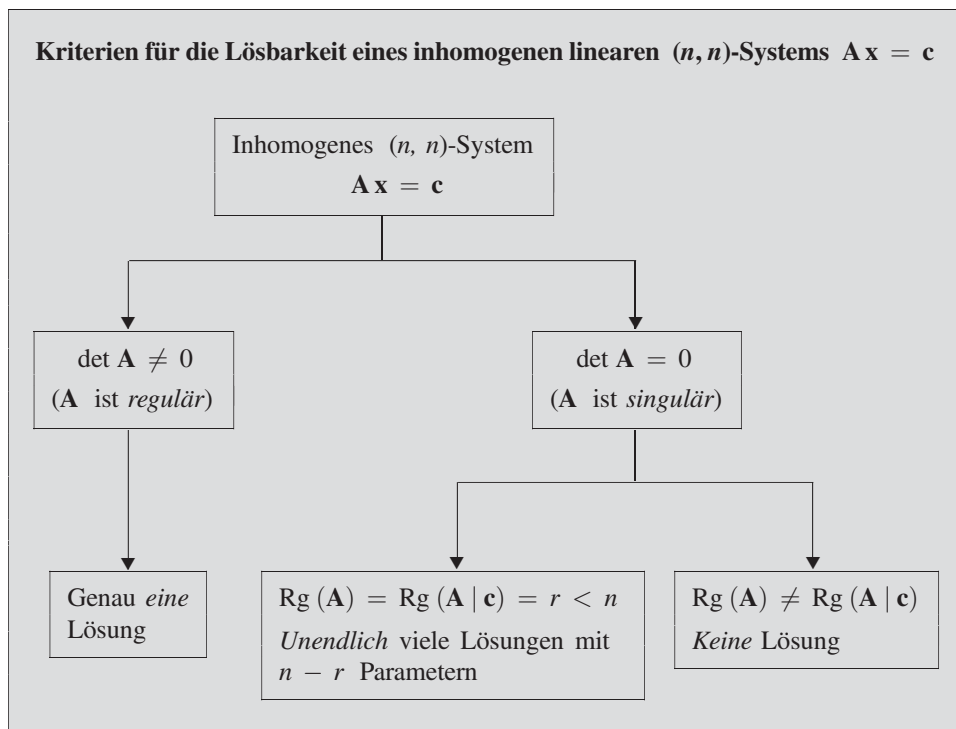 Kriterien für die Lösbarkeit eines inhomogenen linearen (n, n)-Systems A x = c
Inhomogenes (n, n)-System
A x = c
det A ≠ 0
(A ist regulär)
det A = 0
(A ist singulär)
Genau eine
Lösung
Rg (A) = Rg (A | c) = r < n
Unendlich viele Lösungen mit
n − r Parametern
Rg (A) ≠ Rg (A | c)
Keine Lösung